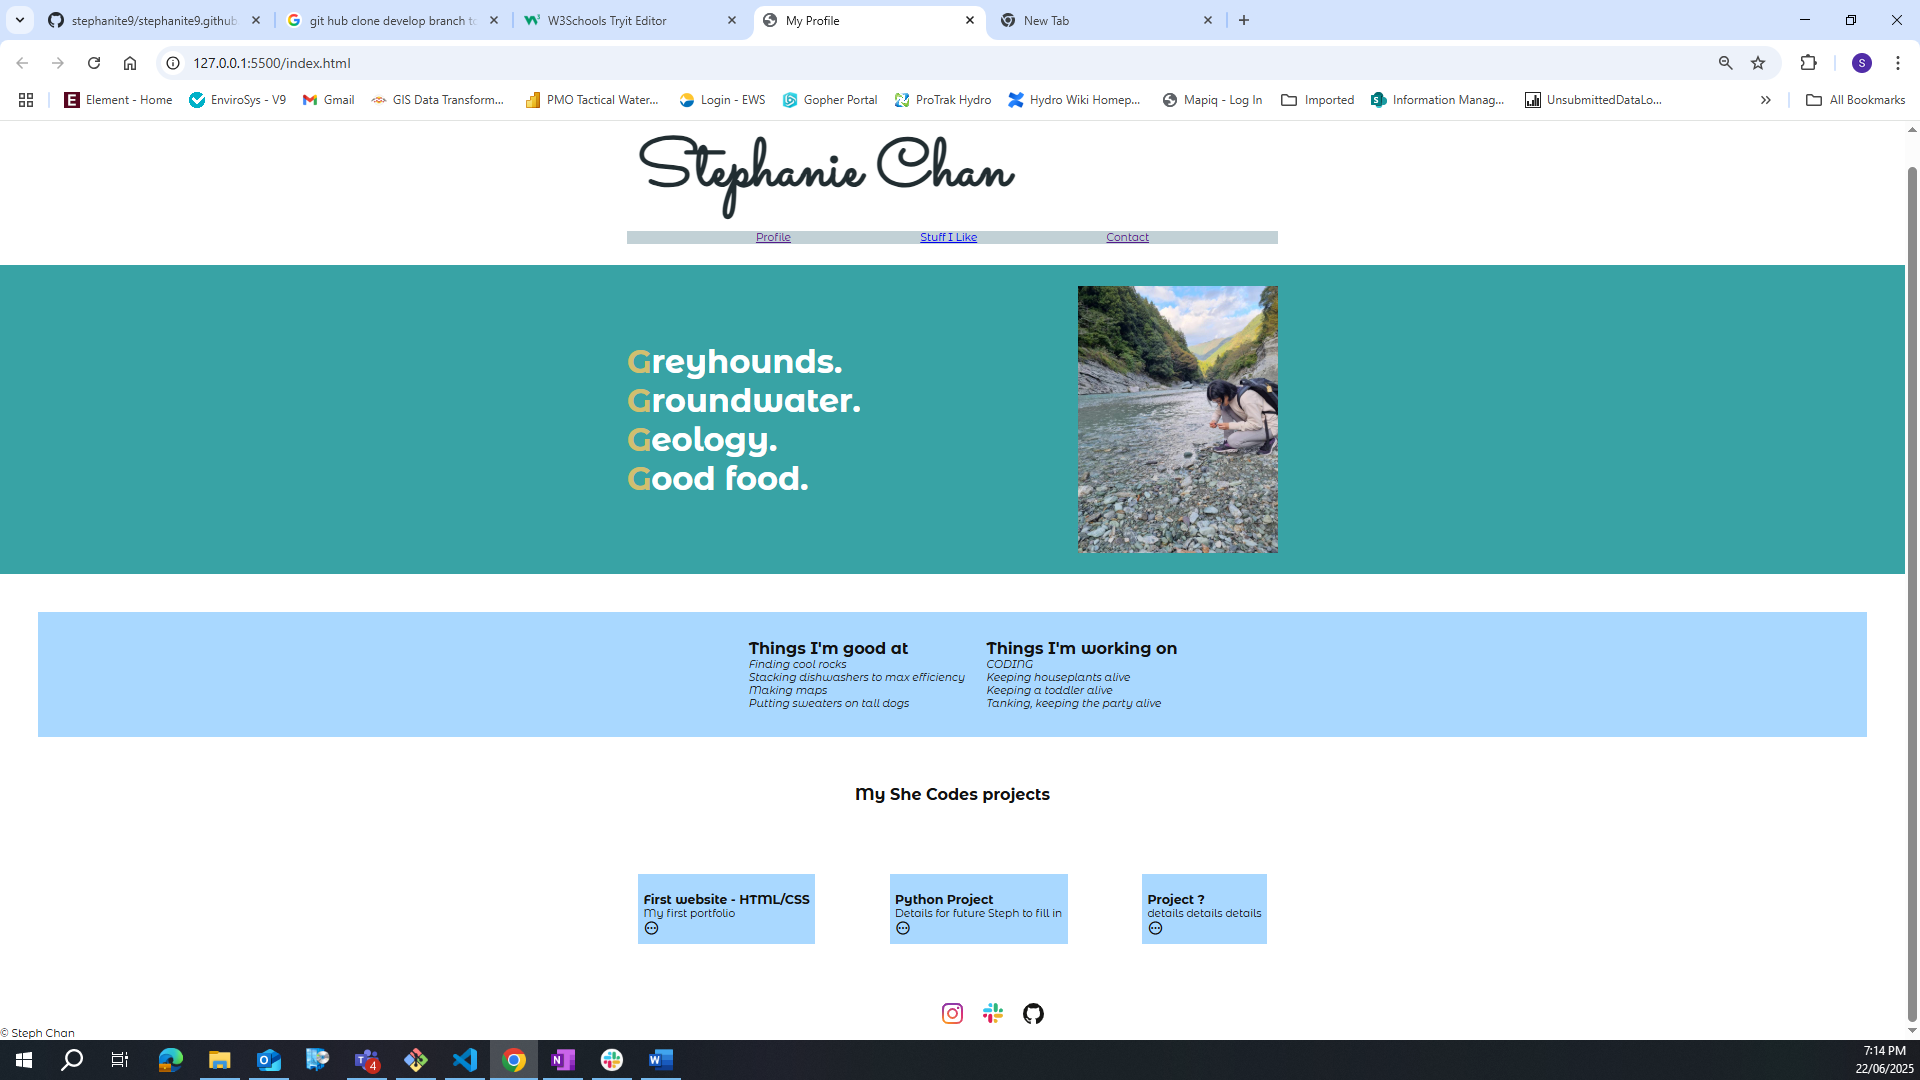 stephanite9/stephanite9.github
git hub clone develop branch to
W3Schools Tryit Editor
My Profile
New Tab
127.0.0.1:5500/index.html
S
Element - Home
EnviroSys - V9
Gmail
GIS Data Transform...
PMO Tactical Water...
Login - EWS
Gopher Portal
ProTrak Hydro
Hydro Wiki Homep...
Mapiq - Log In
Imported
Information Manag...
UnsubmittedDataLo...
All Bookmarks
Stephanie Chan
Profile
Stuff I Like
Contact
Greyhounds.
Groundwater.
Geology.
Good food.
Things I'm good at
Finding cool rocks
Stacking dishwashers to max efficiency
Making maps
Putting sweaters on tall dogs
Things I'm working on
CODING
Keeping houseplants alive
Keeping a toddler alive
Tanking, keeping the party alive
My She Codes projects
First website - HTML/CSS
My first portfolio
Python Project
Details for future Steph to fill in
Project ?
details details details
© Steph Chan
4
7:14 PM
22/06/2025